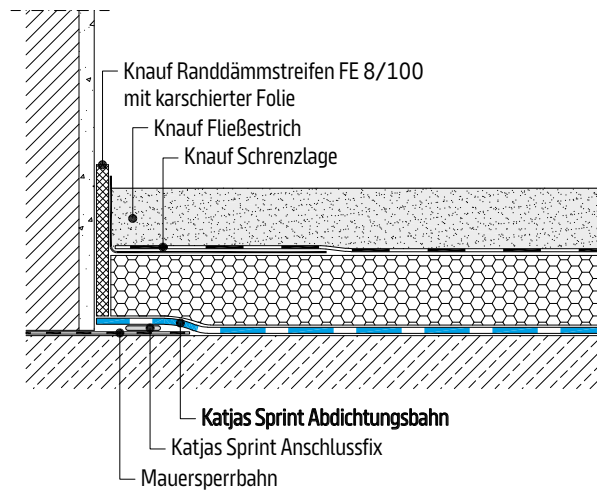 Knauf Randdämmstreifen FE 8/100
mit karschierter Folie
Knauf Fließestrich
Knauf Schrenzlage
Katjas Sprint Abdichtungsbahn
Katjas Sprint Anschlussfix
Mauersperrbahn